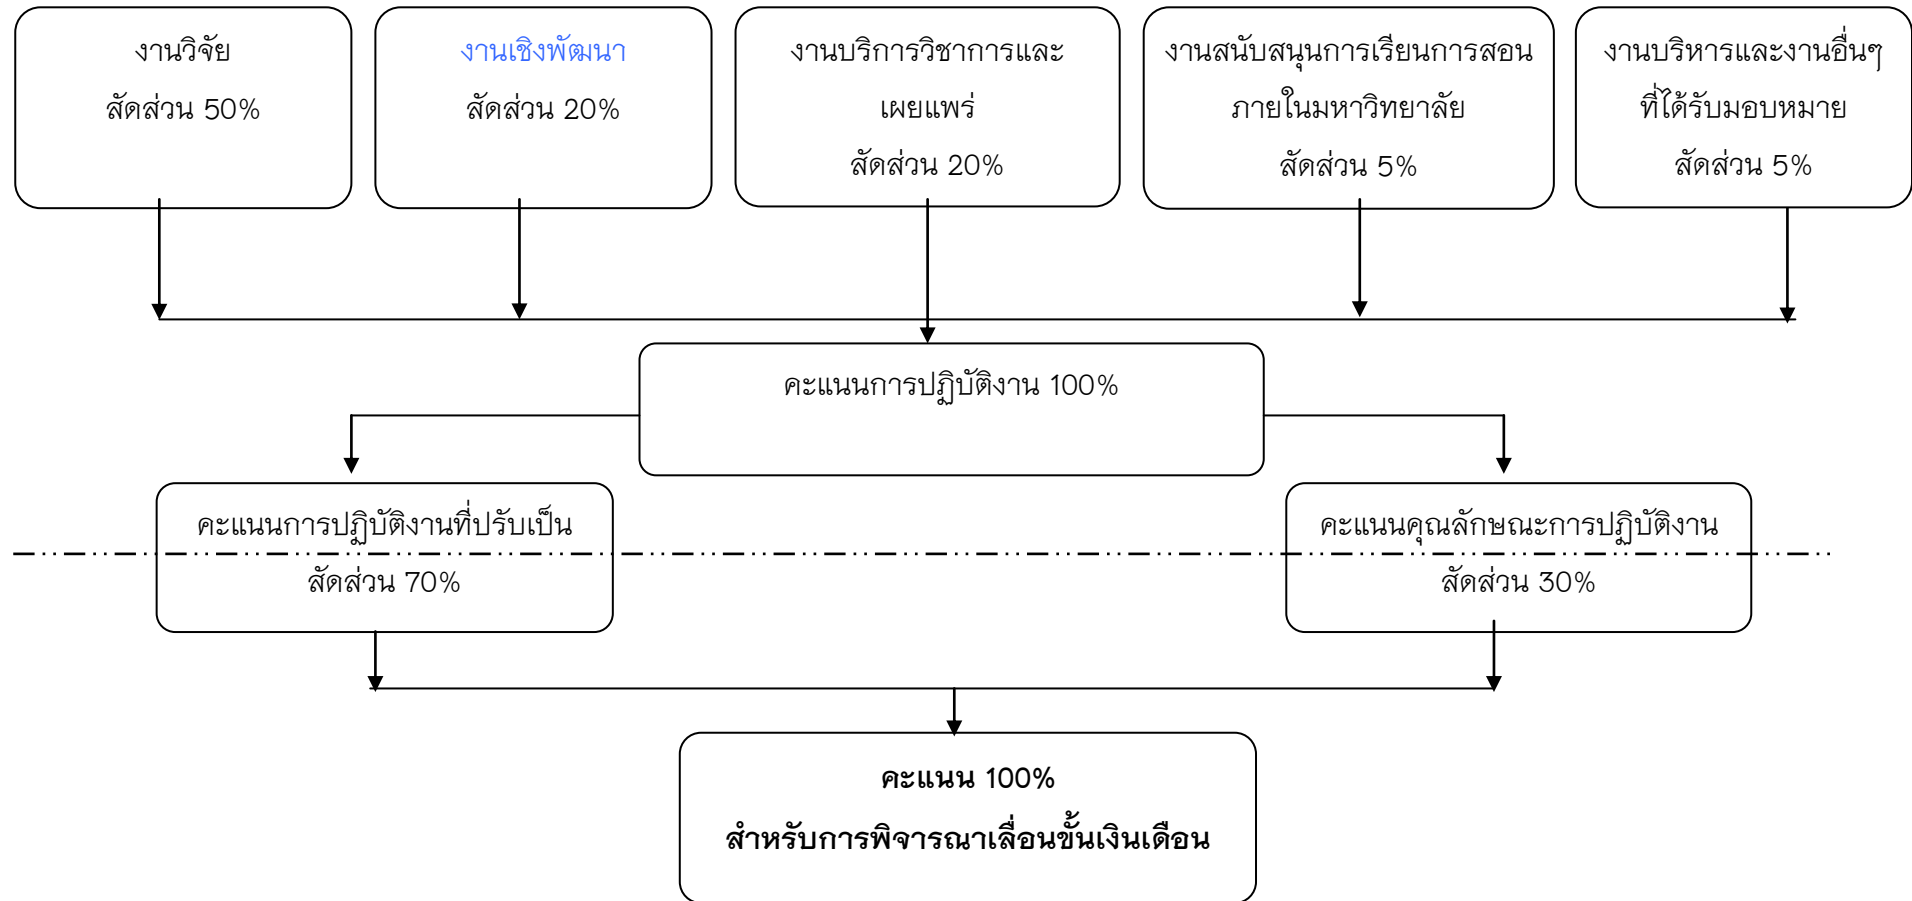 งานวิจัย
สัดส่วน 50%
งานเชิงพัฒนา
สัดส่วน 20%
งานบริการวิชาการและ
เผยแพร่
สัดส่วน 20%
งานสนับสนุนการเรียนการสอน
ภายในมหาวิทยาลัย
สัดส่วน 5%
งานบริหารและงานอื่นๆ
ที่ได้รับมอบหมาย
สัดส่วน 5%
คะแนนการปฏิบัติงาน 100%
คะแนนการปฏิบัติงานที่ปรับเป็น
สัดส่วน 70%
คะแนนคุณลักษณะการปฏิบัติงาน
สัดส่วน 30%
คะแนน 100%
สำหรับการพิจารณาเลื่อนขั้นเงินเดือน